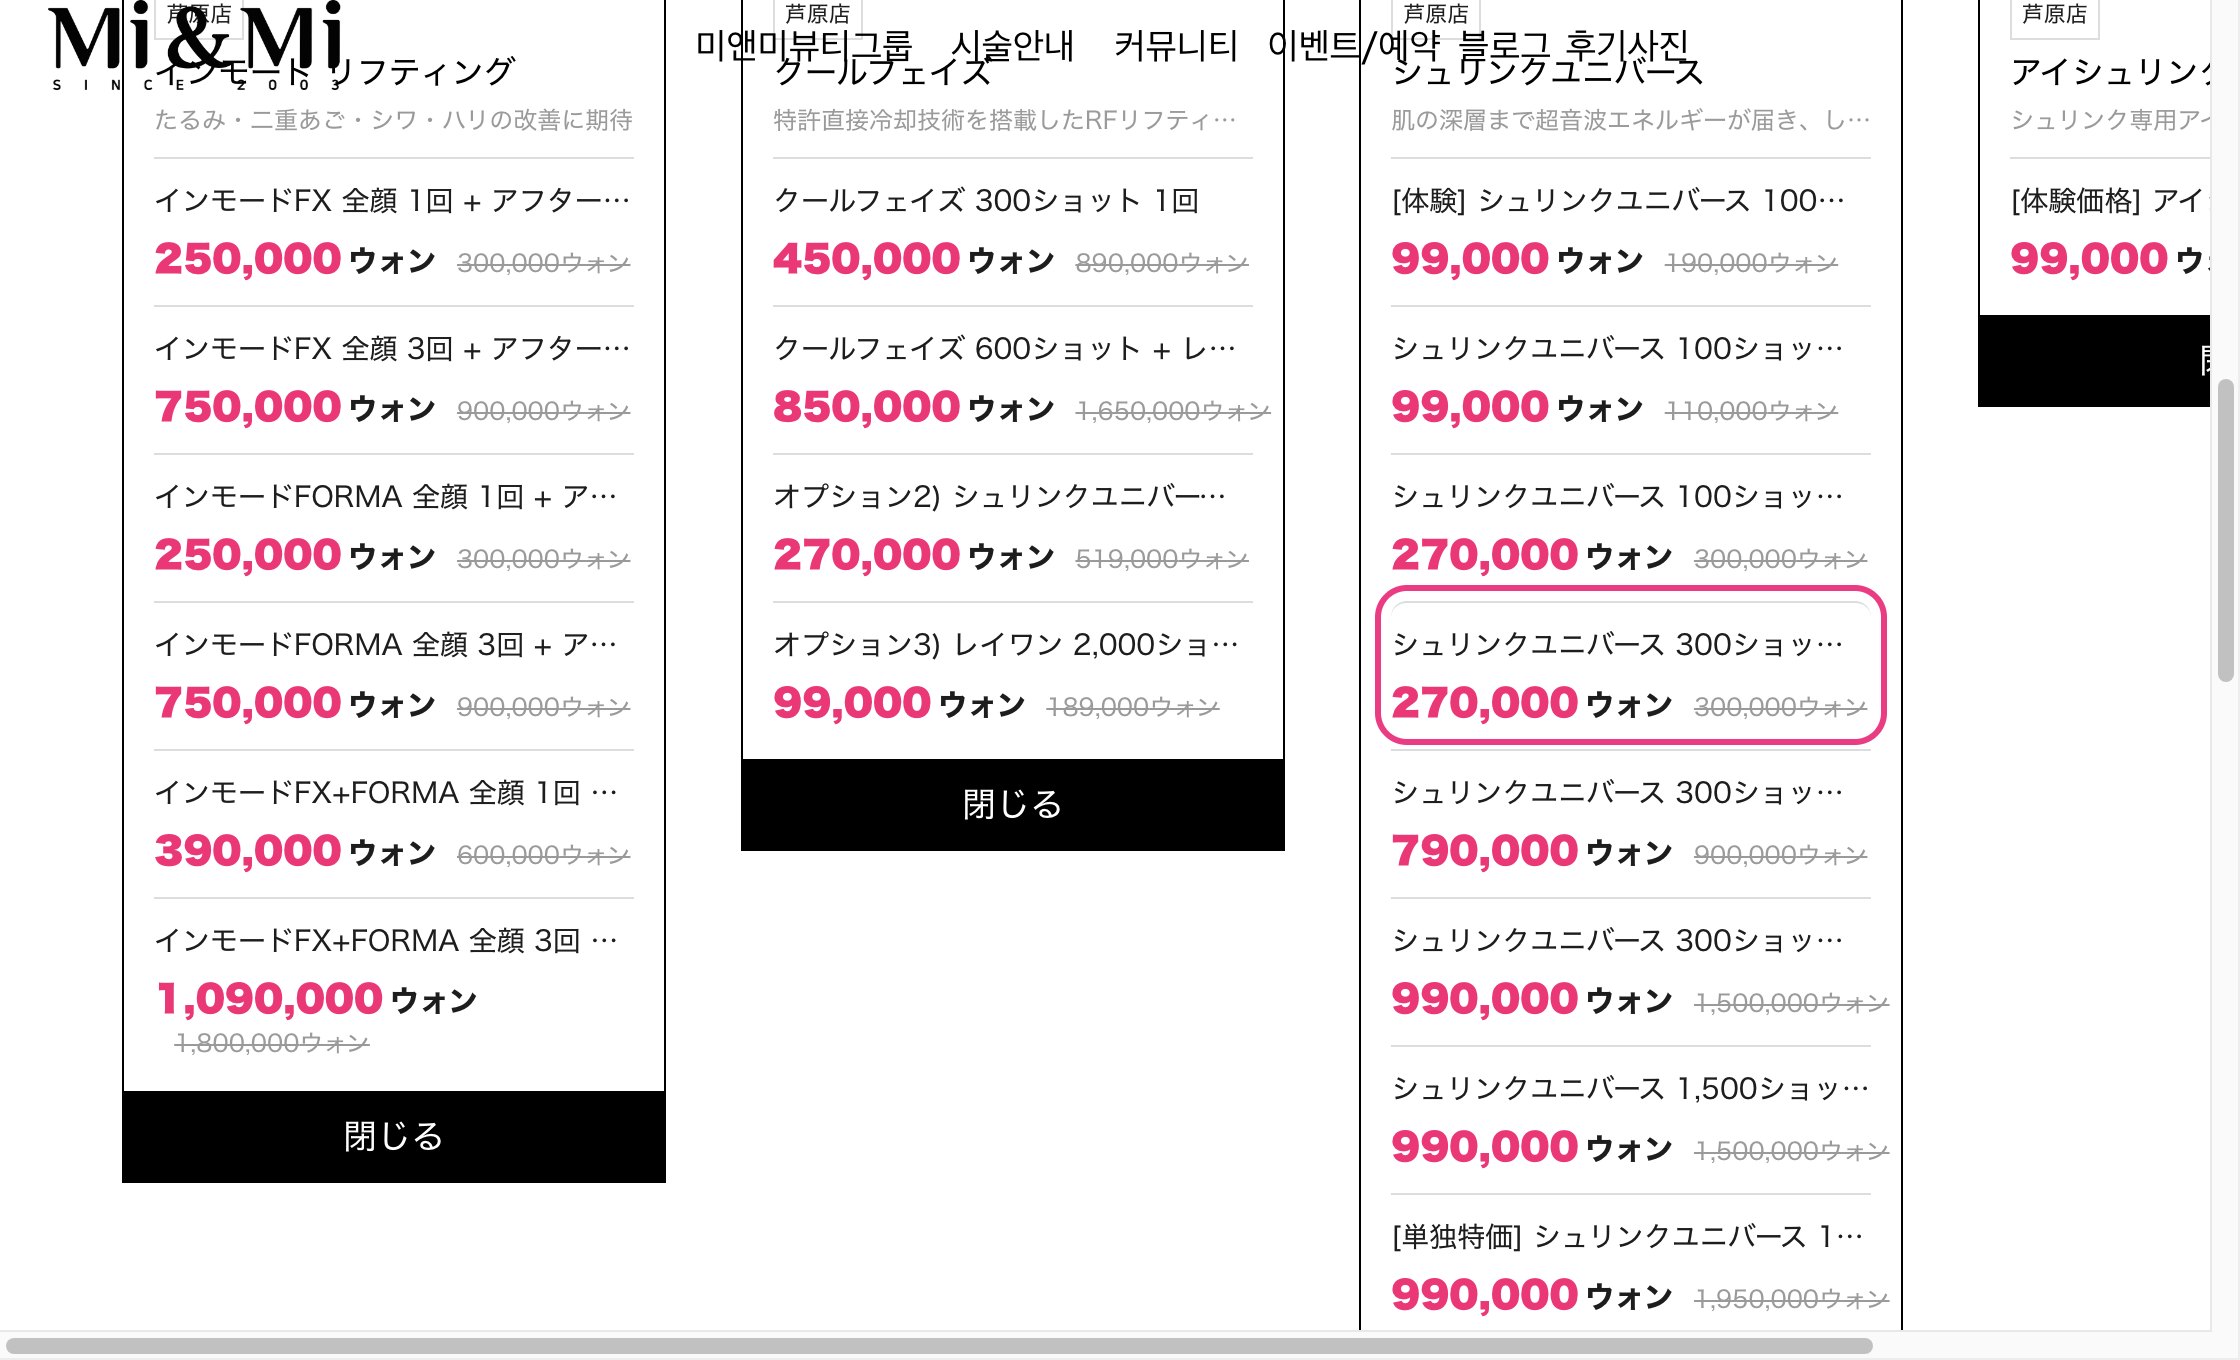 Mi&Mi
SINCE 2003
미앤미뷰티그룹 시술안내 커뮤니티 이벤트/예약 블로그 후기사진
芦原店
インモード リフティング
たるみ・二重あご・シワ・ハリの改善に期待
インモードFX 全顔 1回 + アフター…
250,000 ウォン 300,000ウォン
インモードFX 全顔 3回 + アフター…
750,000 ウォン 900,000ウォン
インモードFORMA 全顔 1回 + ア…
250,000 ウォン 300,000ウォン
インモードFORMA 全顔 3回 + ア…
750,000 ウォン 900,000ウォン
インモードFX+FORMA 全顔 1回 …
390,000 ウォン 600,000ウォン
インモードFX+FORMA 全顔 3回 …
1,090,000 ウォン
1,800,000ウォン
閉じる
芦原店
クールフェイズ
特許直接冷却技術を搭載したRFリフティ…
クールフェイズ 300ショット 1回
450,000 ウォン 890,000ウォン
クールフェイズ 600ショット + レ…
850,000 ウォン 1,650,000ウォン
オプション2) シュリンクユニバー…
270,000 ウォン 519,000ウォン
オプション3) レイワン 2,000ショ…
99,000 ウォン 189,000ウォン
閉じる
芦原店
シュリンクユニバース
肌の深層まで超音波エネルギーが届き、し…
[体験] シュリンクユニバース 100…
99,000 ウォン 190,000ウォン
シュリンクユニバース 100ショッ…
99,000 ウォン 110,000ウォン
シュリンクユニバース 100ショッ…
270,000 ウォン 300,000ウォン
シュリンクユニバース 300ショッ…
270,000 ウォン 300,000ウォン
シュリンクユニバース 300ショッ…
790,000 ウォン 900,000ウォン
シュリンクユニバース 300ショッ…
990,000 ウォン 1,500,000ウォン
シュリンクユニバース 1,500ショッ…
990,000 ウォン 1,500,000ウォン
[単独特価] シュリンクユニバース 1…
990,000 ウォン 1,950,000ウォン
芦原店
アイシュリン
シュリンク専用アイ
[体験価格] アイ
99,000 ウ